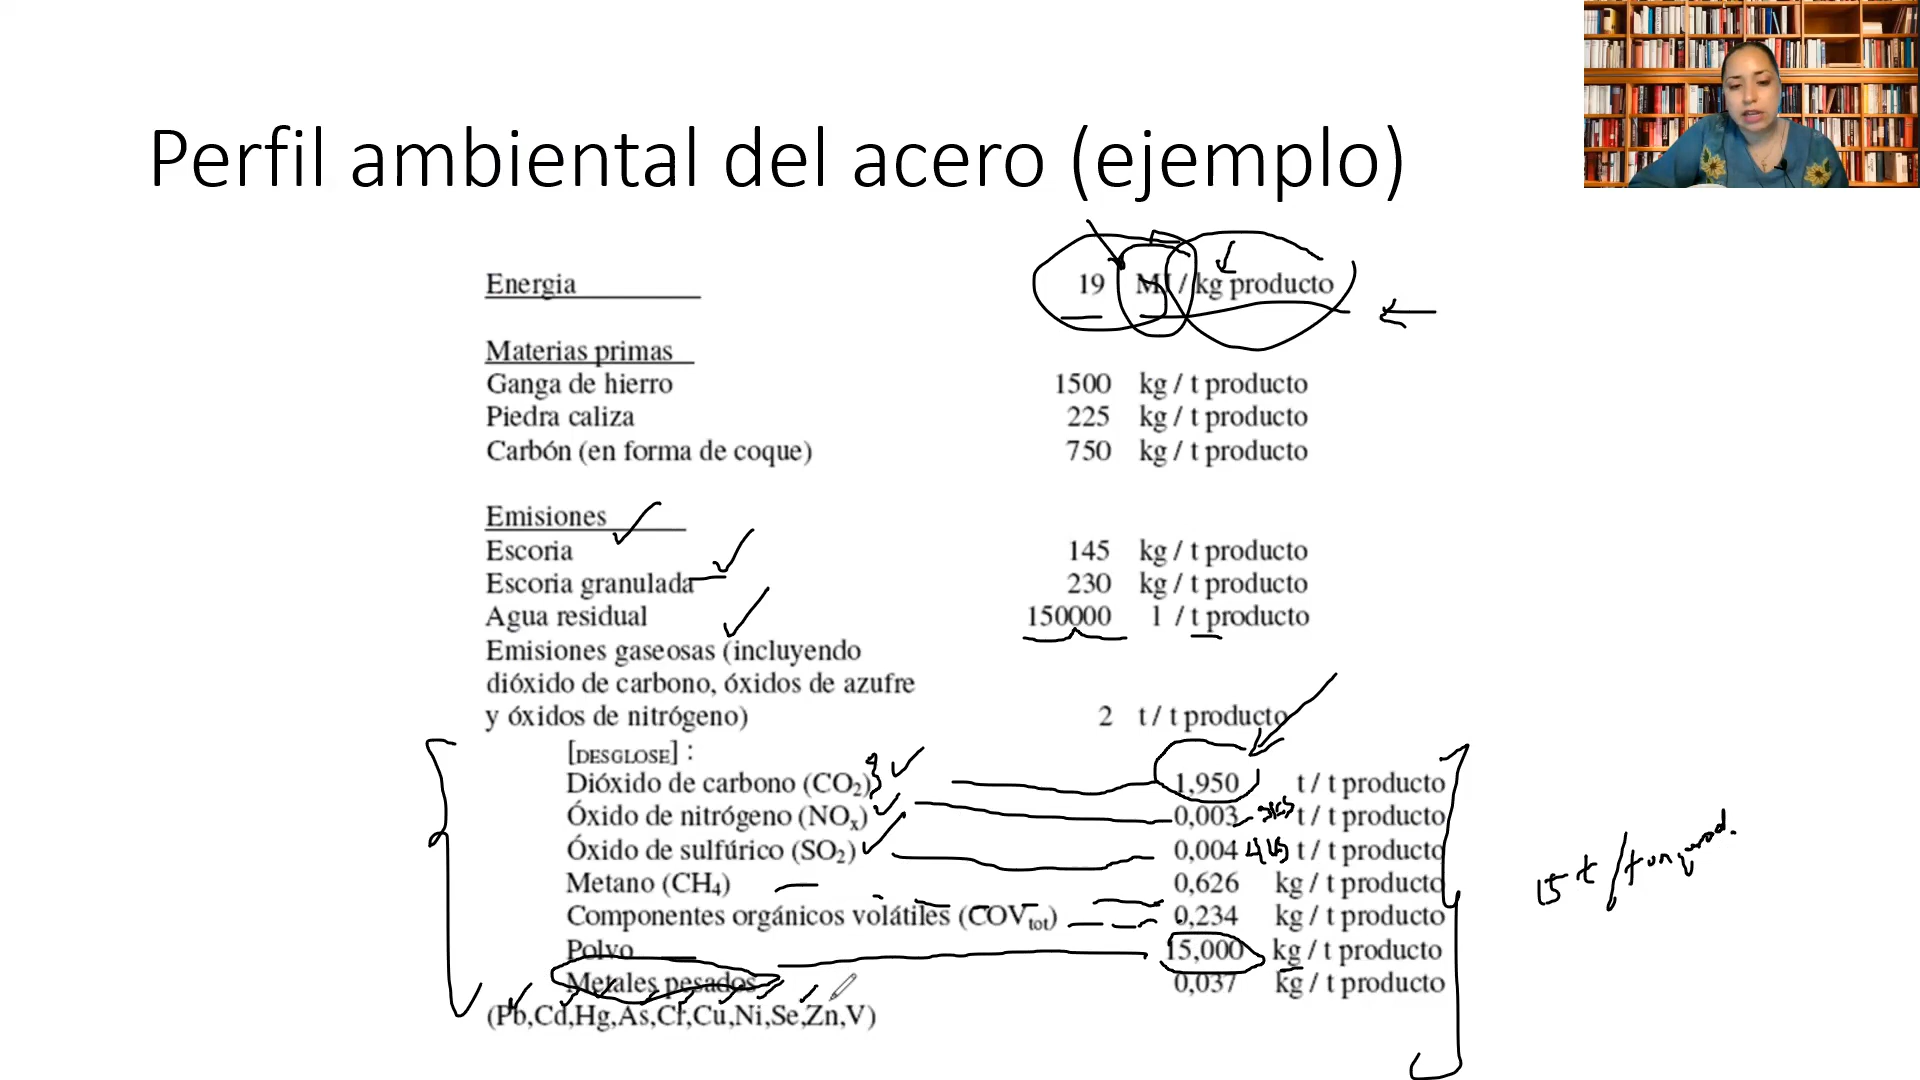 Perfil ambiental del acero (ejemplo)
Energia 19 MJ / kg producto
Materias primas
Ganga de hierro 1500 kg / t producto
Piedra caliza 225 kg / t producto
Carbón (en forma de coque) 750 kg / t producto
Emisiones
Escoria 145 kg / t producto
Escoria granulada 230 kg / t producto
Agua residual 150000 l / t producto
Emisiones gaseosas (incluyendo
dióxido de carbono, óxidos de azufre
y óxidos de nitrógeno) 2 t / t producto
[DESGLOSE] :
Dióxido de carbono (CO₂) 1,950 t / t producto
Óxido de nitrógeno (NOₓ) 0,003 t / t producto
Óxido de sulfúrico (SO₂) 0,004 4 kg t / t producto
Metano (CH₄) 0,626 kg / t producto
Componentes orgánicos volátiles (COVtot) 0,234 kg / t producto
Polvo 15,000 kg / t producto
Metales pesados 0,037 kg / t producto
(Pb,Cd,Hg,As,Cr,Cu,Ni,Se,Zn,V)
15 t / ton prod.